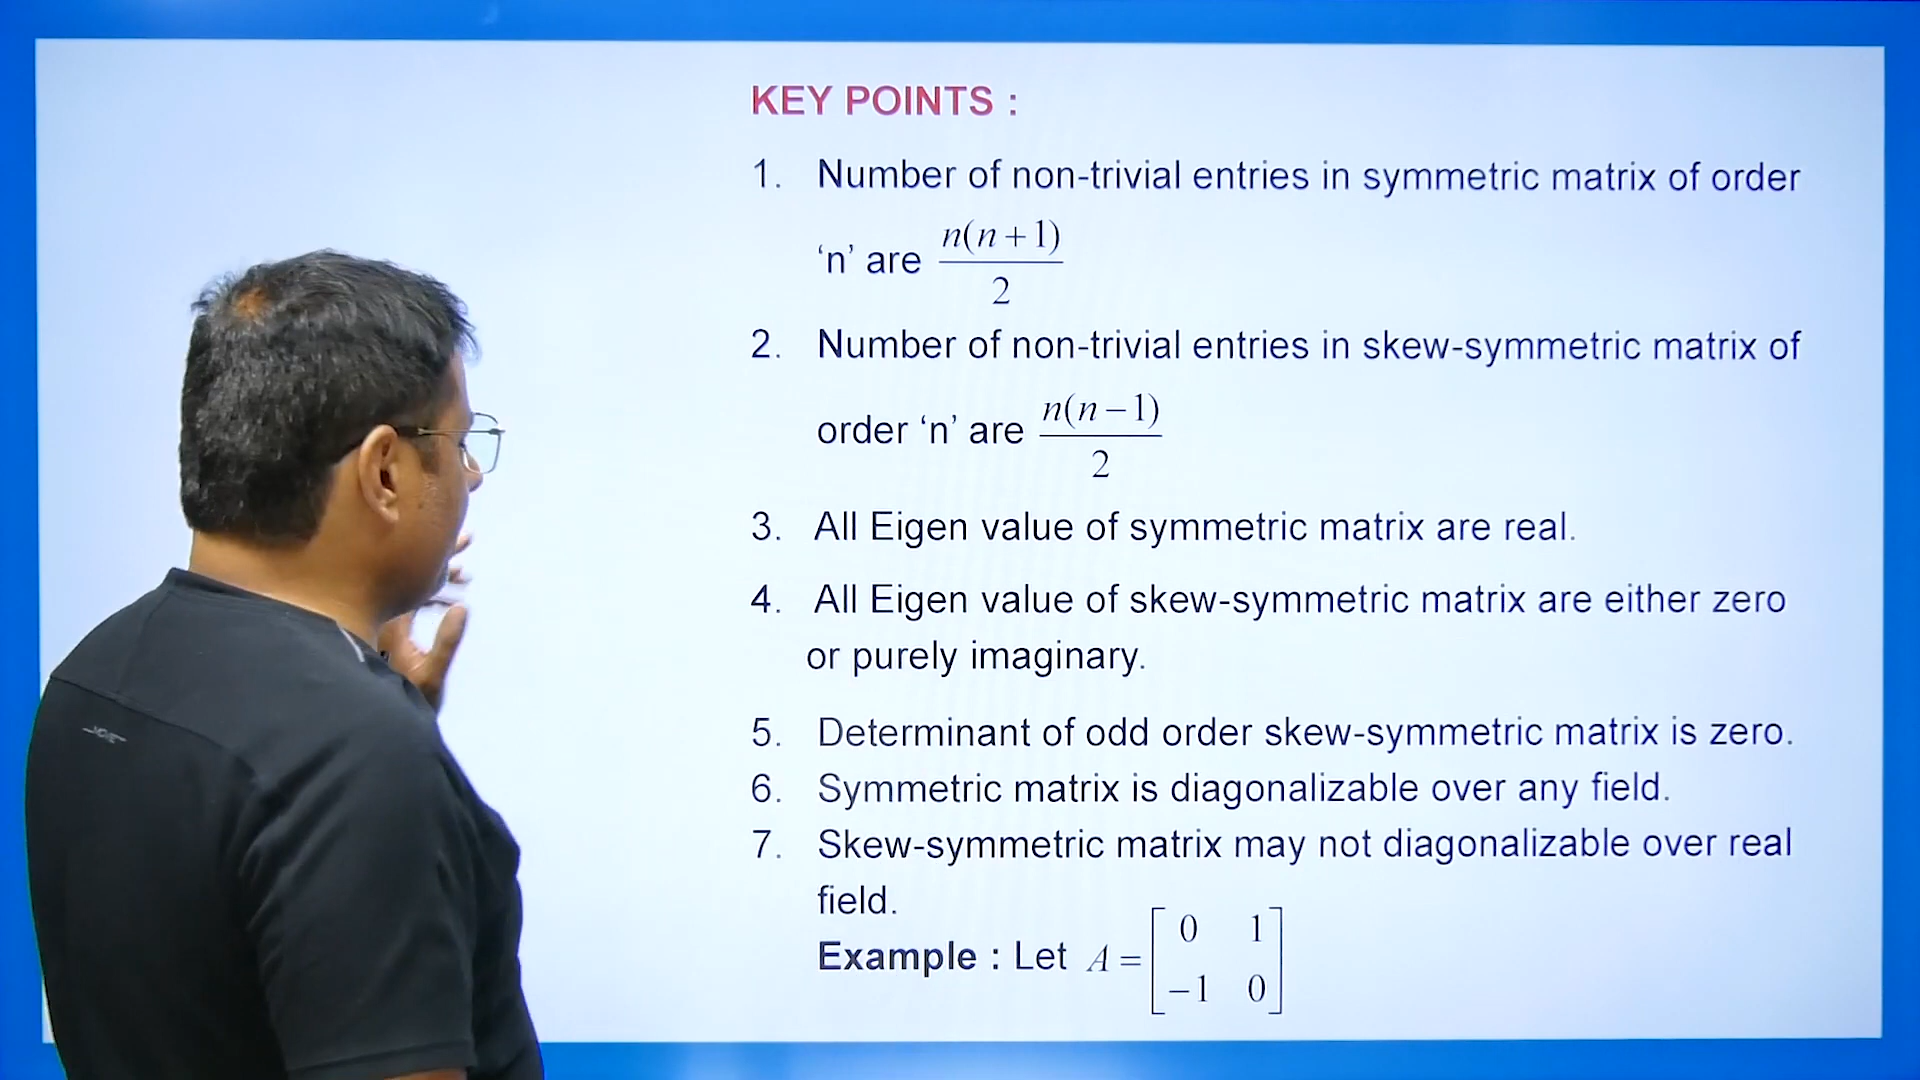 KEY POINTS :
1. Number of non-trivial entries in symmetric matrix of order
'n' are n(n+1)/2
2. Number of non-trivial entries in skew-symmetric matrix of
order 'n' are n(n−1)/2
3. All Eigen value of symmetric matrix are real.
4. All Eigen value of skew-symmetric matrix are either zero
or purely imaginary.
5. Determinant of odd order skew-symmetric matrix is zero.
6. Symmetric matrix is diagonalizable over any field.
7. Skew-symmetric matrix may not diagonalizable over real
field.
Example : Let A = [0 1
−1 0]